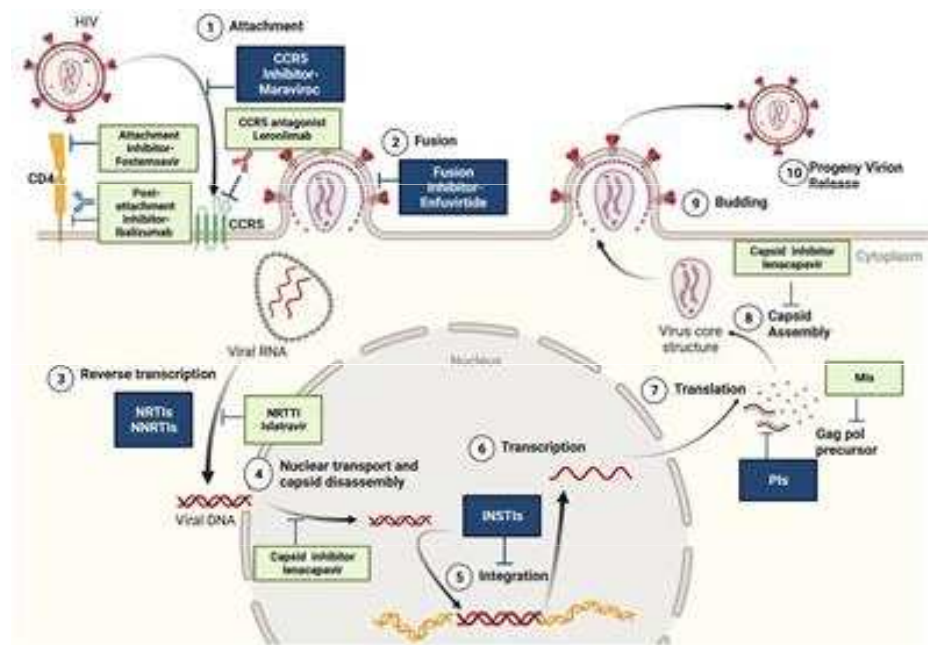 HIV
1 Attachment
CCR5
Inhibitor-
Maraviroc
CCR5 antagonist
Leronlimab
Attachment
Inhibitor-
Fostemsavir
CD4
Post-
attachment
Inhibitor-
Ibalizumab
CCR5
2 Fusion
Fusion
Inhibitor-
Enfuvirtide
10 Progeny Virion
Release
9 Budding
Capsid inhibitor
lenacapavir
Cytoplasm
8 Capsid
Assembly
Virus core
structure
Viral RNA
Nucleus
3 Reverse transcription
NRTIs
NNRTIs
NRTTI
Islatravir
7 Translation
MIs
Gag pol
precursor
PIs
6 Transcription
4 Nuclear transport and
capsid disassembly
Viral DNA
INSTIs
Capsid inhibitor
lenacapavir
5 Integration